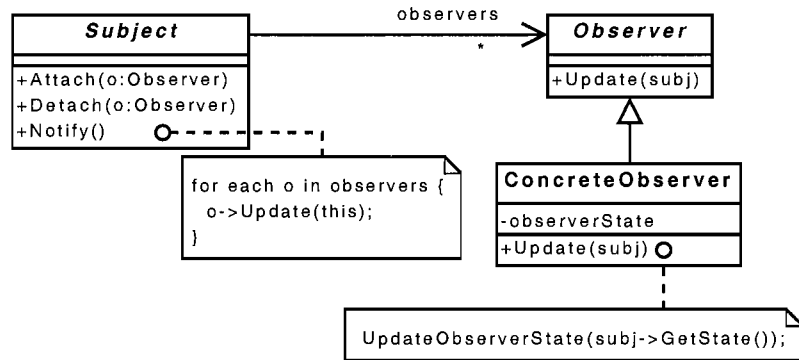 Subject
+Attach(o:Observer)
+Detach(o:Observer)
+Notify()
observers
*
Observer
+Update(subj)
for each o in observers {
o->Update(this);
}
ConcreteObserver
-observerState
+Update(subj)
UpdateObserverState(subj->GetState());